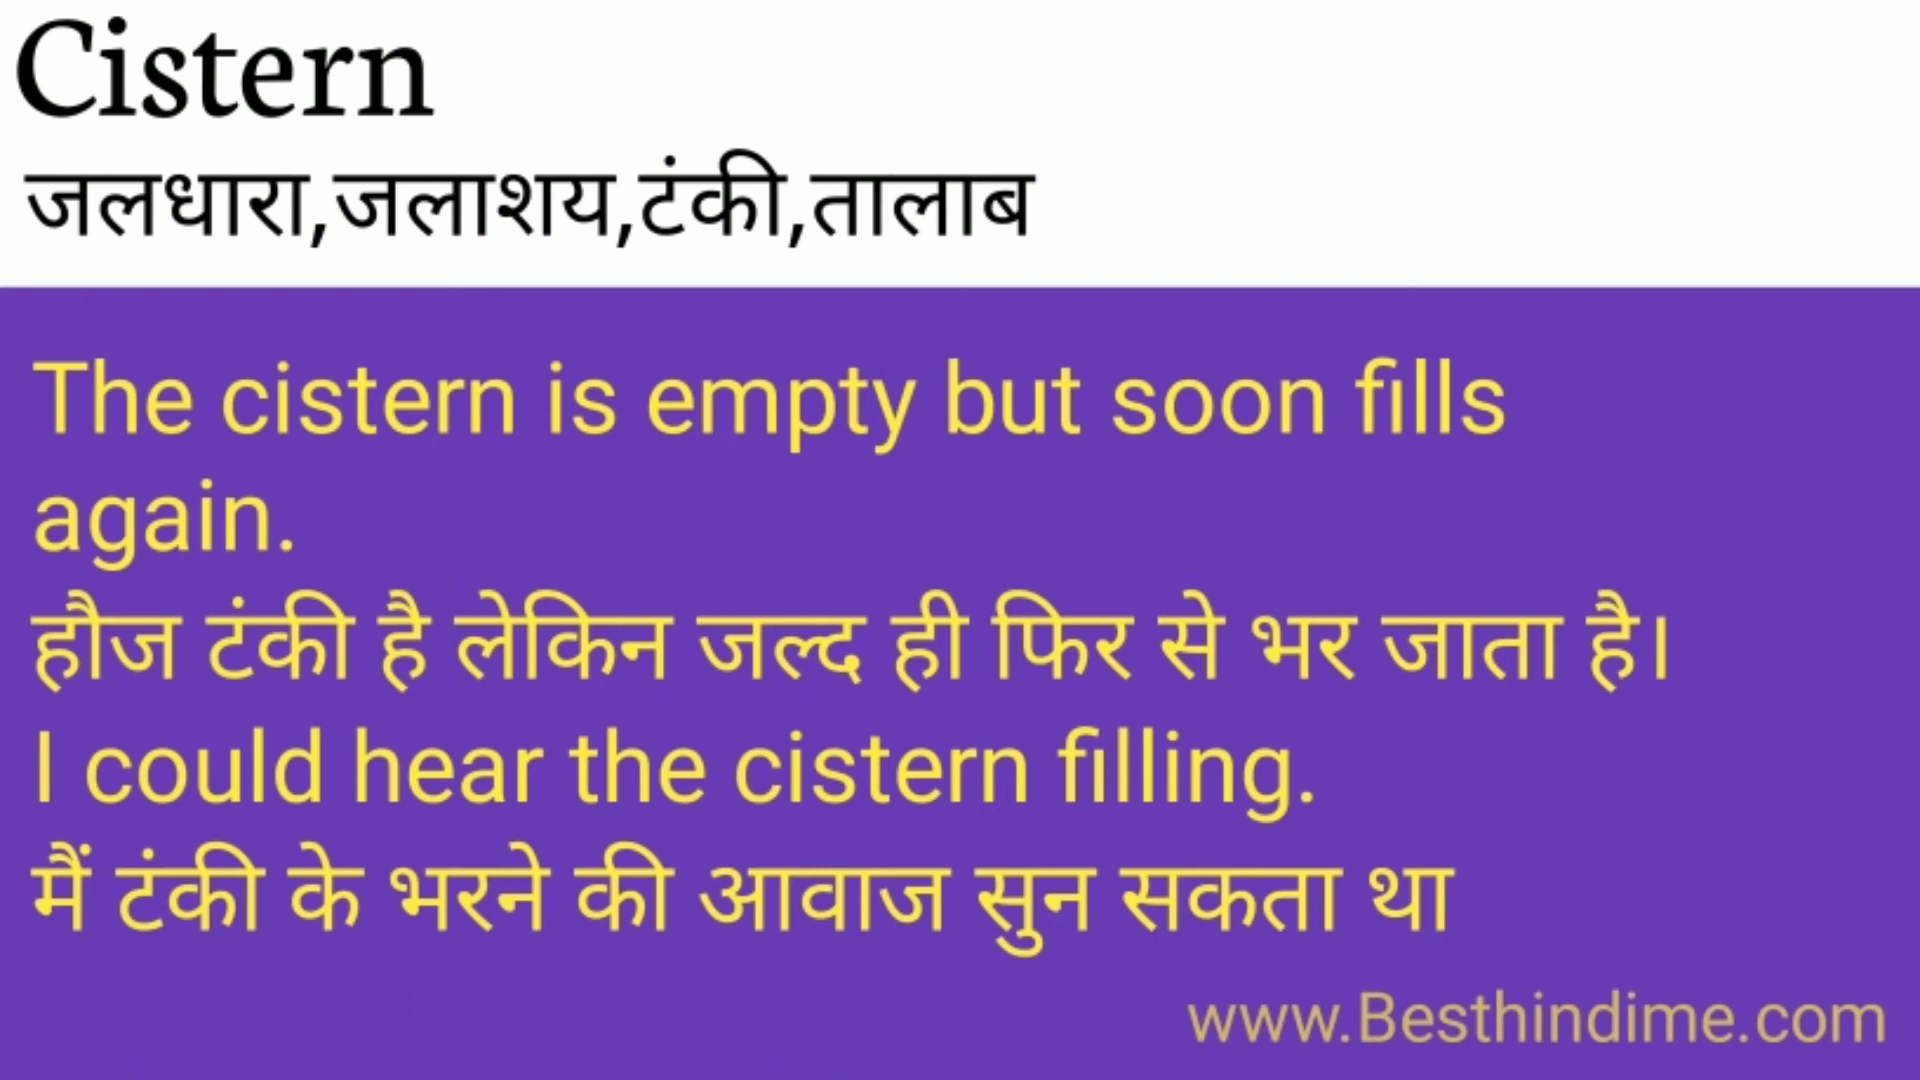 Cistern
जलधारा,जलाशय,टंकी,तालाब
The cistern is empty but soon fills
again.
हौज टंकी है लेकिन जल्द ही फिर से भर जाता है।
I could hear the cistern filling.
मैं टंकी के भरने की आवाज सुन सकता था
www.Besthindime.com